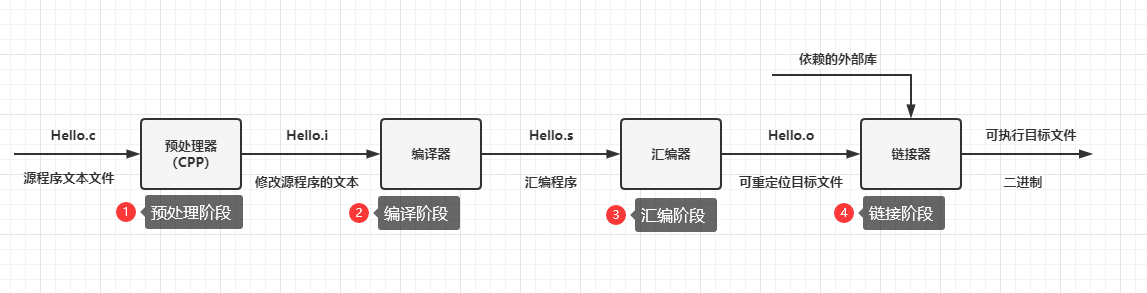 依赖的外部库
Hello.c
Hello.i
Hello.s
Hello.o
可执行目标文件
预处理器
（CPP）
编译器
汇编器
链接器
源程序文本文件
修改源程序的文本
汇编程序
可重定位目标文件
二进制
1 预处理阶段
2 编译阶段
3 汇编阶段
4 链接阶段